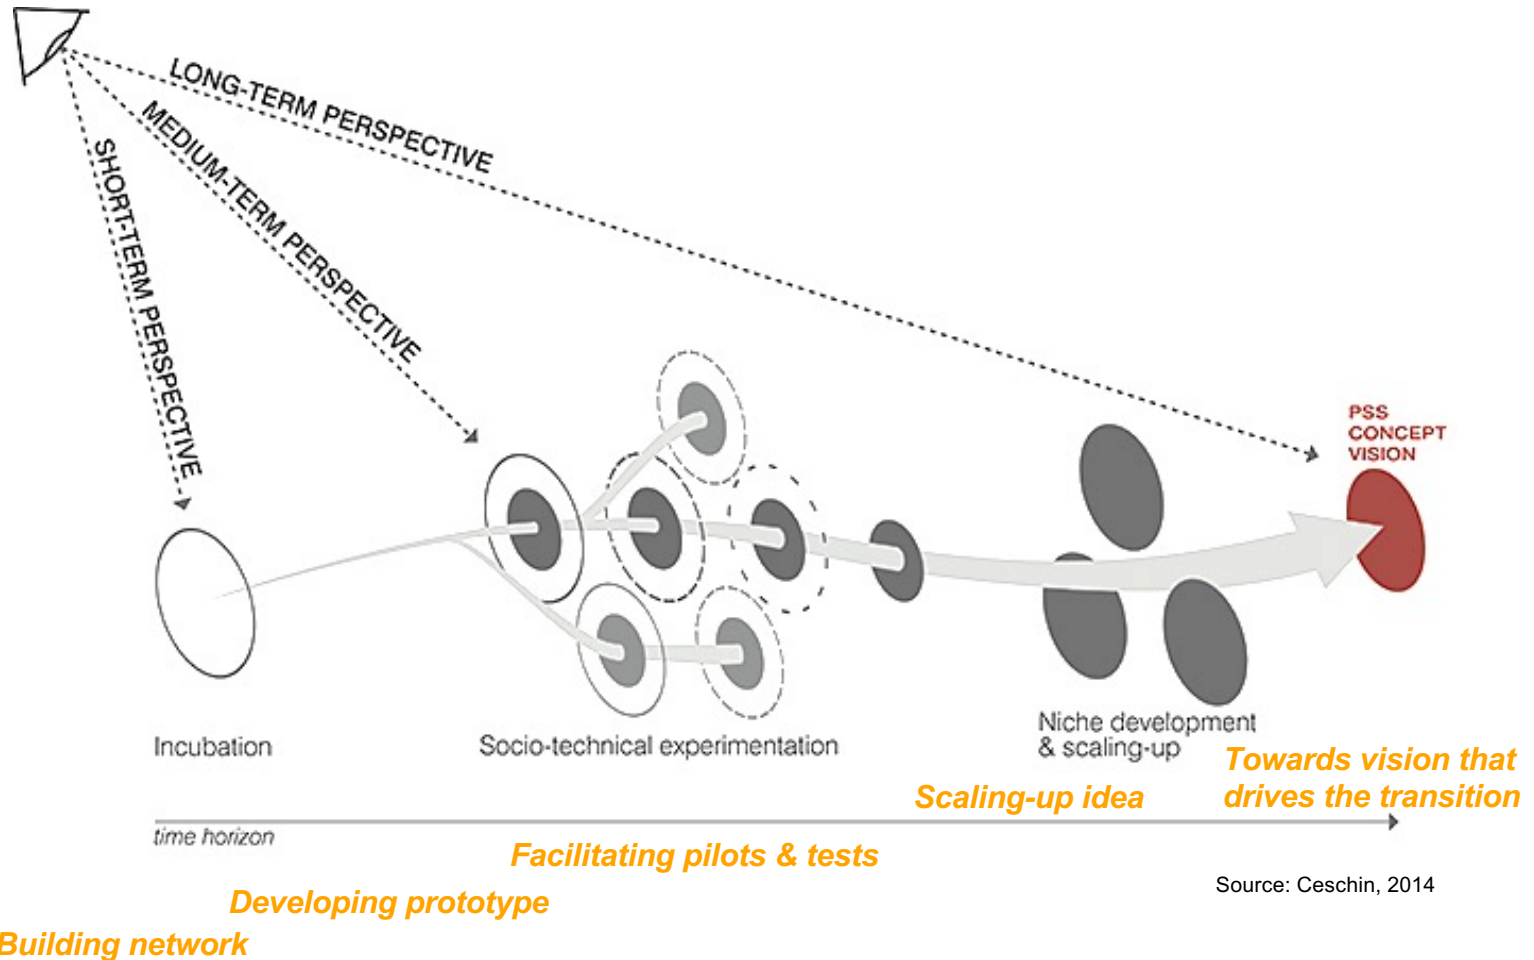 LONG-TERM PERSPECTIVE
MEDIUM-TERM PERSPECTIVE
SHORT-TERM PERSPECTIVE
PSS
CONCEPT
VISION
Incubation
Socio-technical experimentation
Niche development
& scaling-up
Towards vision that
drives the transition
Scaling-up idea
time horizon
Facilitating pilots & tests
Source: Ceschin, 2014
Developing prototype
Building network